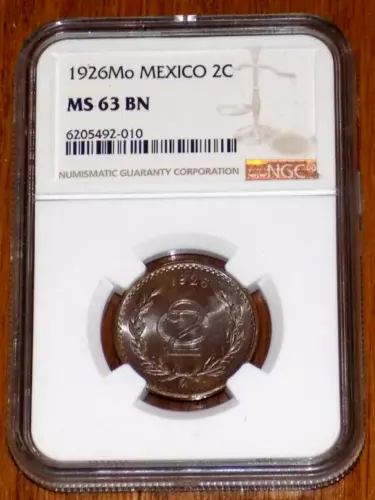 1926Mo MEXICO 2C
MS 63 BN
6205492-010
NUMISMATIC GUARANTY CORPORATION
NGC
1926
2